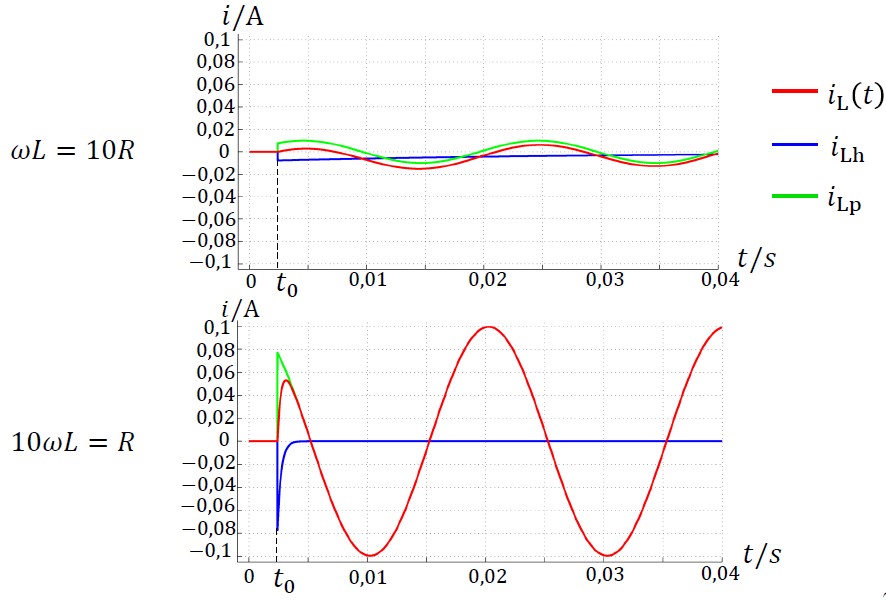 i/A
0,1
0,08
0,06
0,04
0,02
0
−0,02
−0,04
−0,06
−0,08
−0,1
ωL = 10R
0 t₀ 0,01 0,02 0,03 0,04
t/s
i_L(t)
i_Lh
i_Lp
i/A
0,1
0,08
0,06
0,04
0,02
0
−0,02
−0,04
−0,06
−0,08
−0,1
10ωL = R
0 t₀ 0,01 0,02 0,03 0,04
t/s